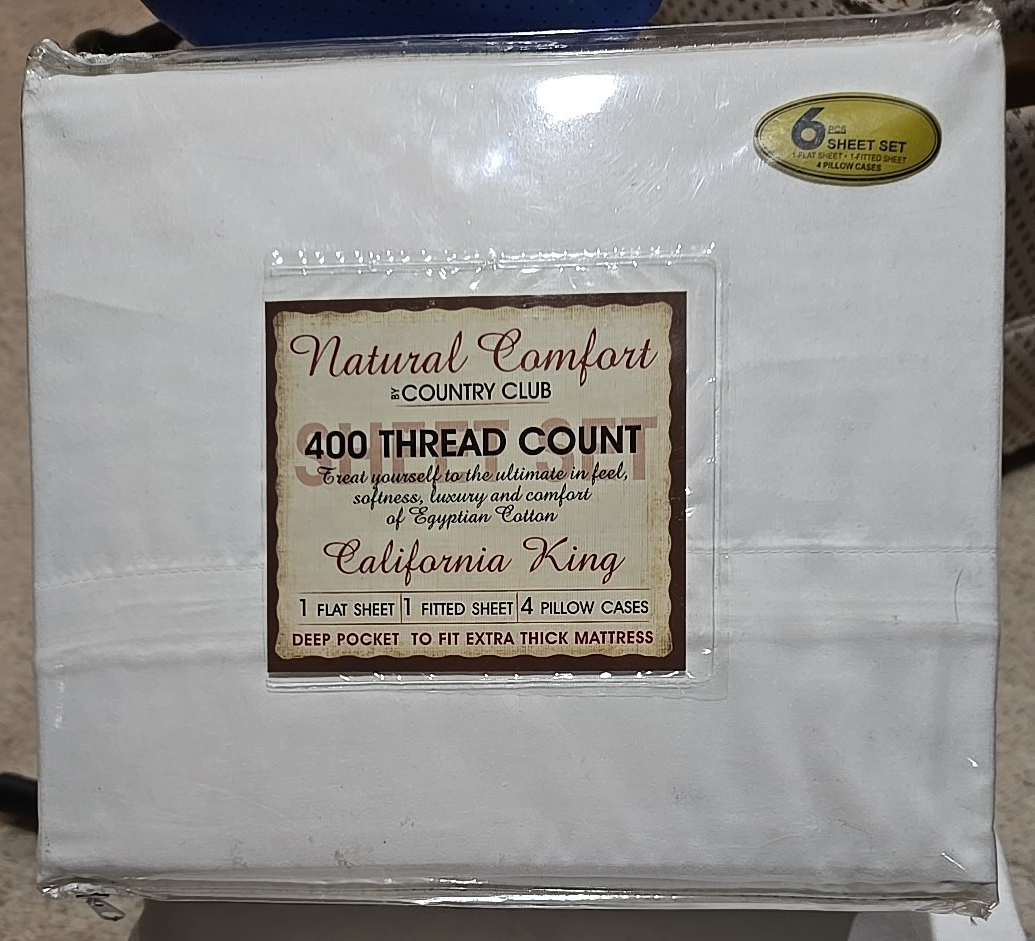 6 PCS
SHEET SET
1-FLAT SHEET • 1-FITTED SHEET
4 PILLOW CASES
Natural Comfort
BY COUNTRY CLUB
SHEET SET
400 THREAD COUNT
Treat yourself to the ultimate in feel,
softness, luxury and comfort
of Egyptian Cotton
California King
1 FLAT SHEET 1 FITTED SHEET 4 PILLOW CASES
DEEP POCKET TO FIT EXTRA THICK MATTRESS